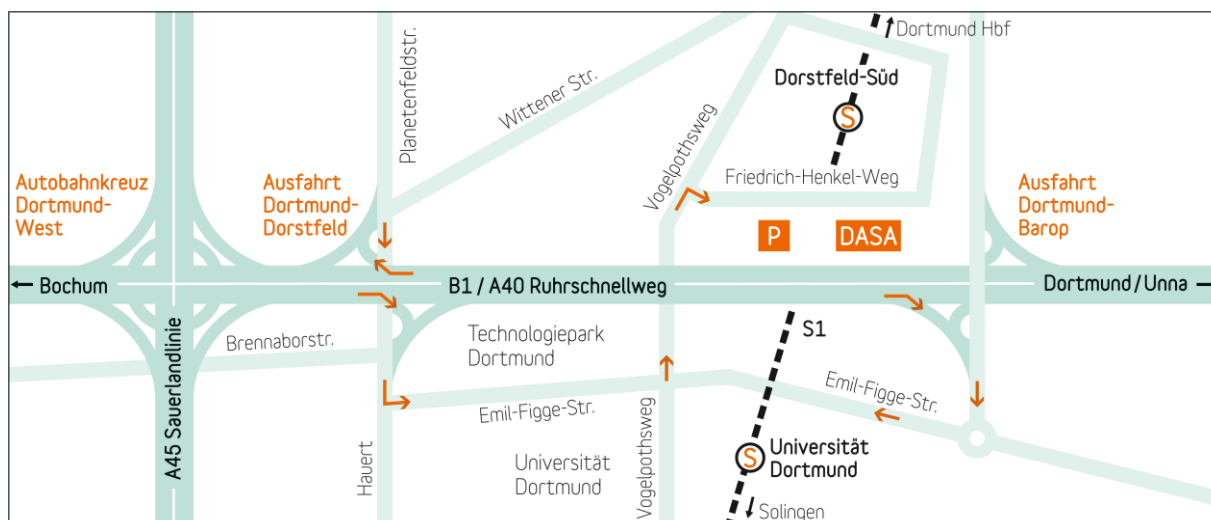 Dortmund Hbf
Planetenfeldstr.
Wittener Str.
Dorstfeld-Süd
S
Vogelpothsweg
Friedrich-Henkel-Weg
Autobahnkreuz
Dortmund-
West
Ausfahrt
Dortmund-
Dorstfeld
Ausfahrt
Dortmund-
Barop
P
DASA
Bochum
B1 / A40 Ruhrschnellweg
Dortmund/Unna
Brennaborstr.
Technologiepark
Dortmund
S1
A45 Sauerlandlinie
Emil-Figge-Str.
Emil-Figge-Str.
Hauert
Universität
Dortmund
Vogelpothsweg
S
Universität
Dortmund
Solingen